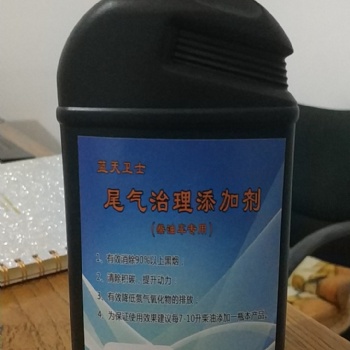 蓝天卫士
尾气治理添加剂
(柴油车专用)
1、有效消除90%以上黑烟
2、清除积碳、提升动力
3、有效降低氮气氧化物的排放
4、为保证使用效果建议每7-10升柴油添加一瓶本产品